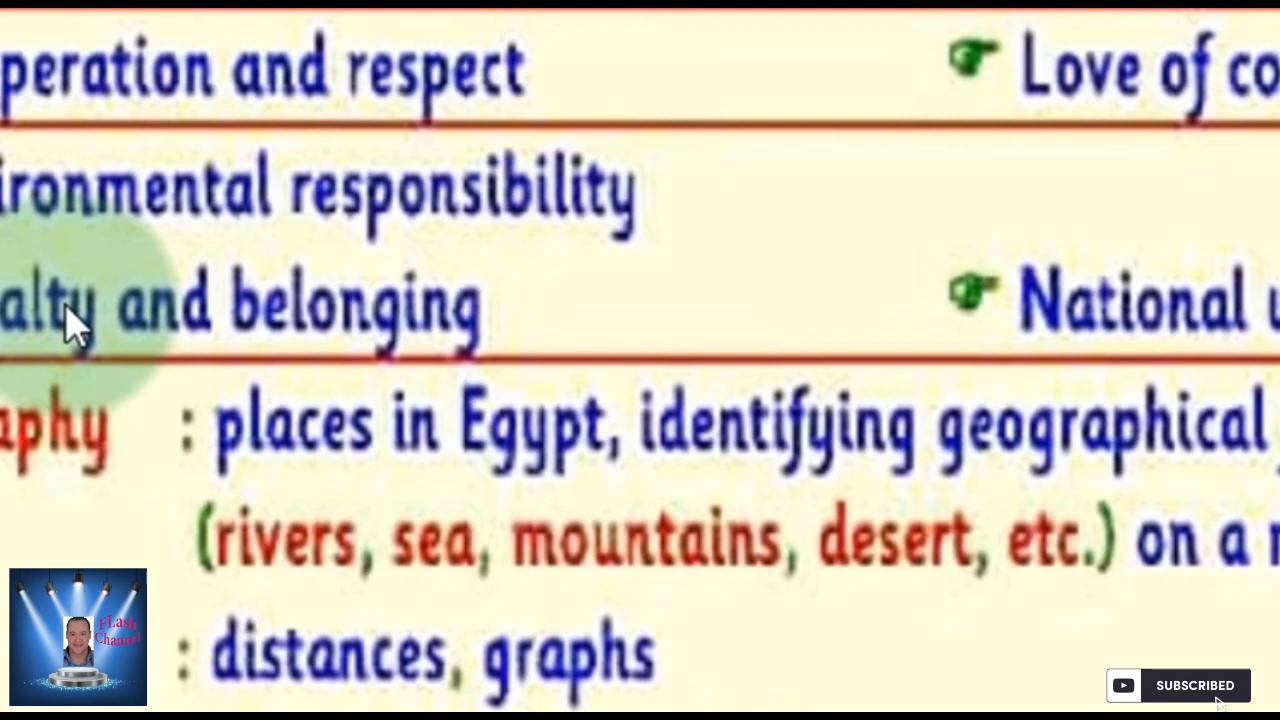 peration and respect Love of co
ironmental responsibility
alty and belonging National
aphy : places in Egypt, identifying geographical
(rivers, sea, mountains, desert, etc.) on a
: distances, graphs
FLash
Channel
SUBSCRIBED